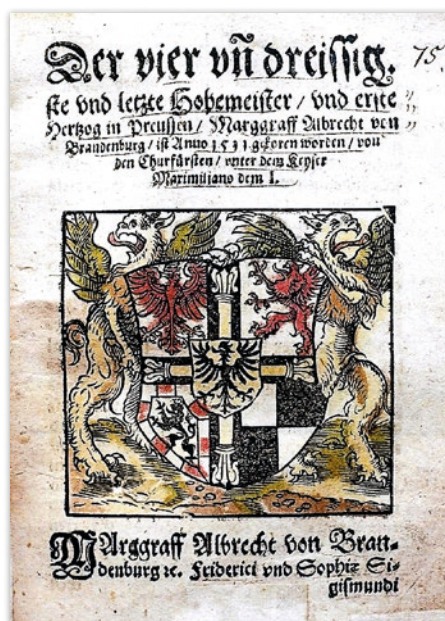 Der vier vñ dreissig. 75.
ste vnd letzte Hohemeister / vnd erste
Hertzog in Preussen / Marggraff Albrecht von
Brandenburg / ist Anno 1511 gekoren worden / von
den Churfürsten / vnter dem Keyser
Maximiliano dem I.
MArggraff Albrecht von Bran-
denburg ꝛc. Friderici vnd Sophiæ Si-
gismundi